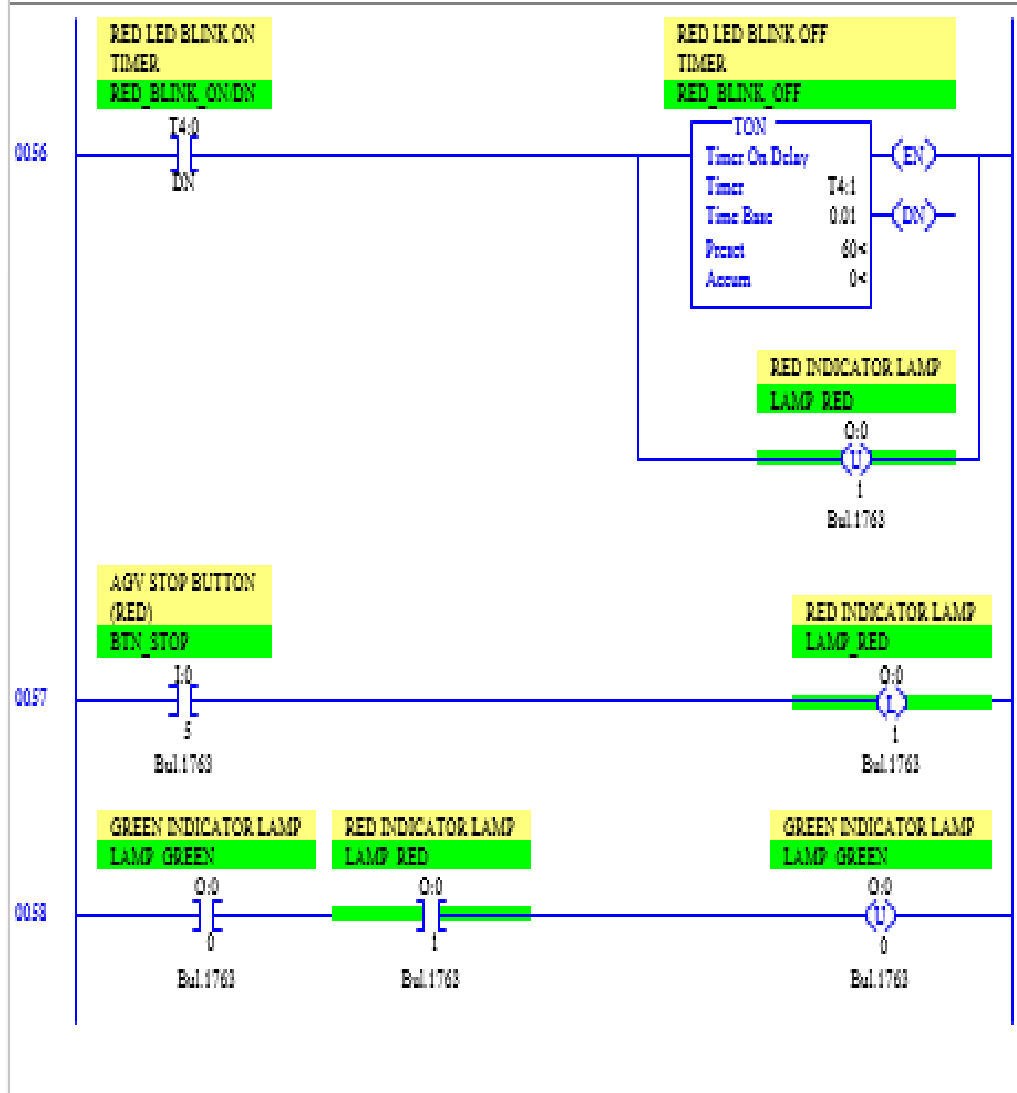 RED LED BLINK ON
TIMER
RED_BLINK_ON/DN
T4:0
DN
0056
RED LED BLINK OFF
TIMER
RED_BLINK_OFF
TON
Timer On Delay
Timer T4:1
Time Base 0.01
Preset 60<
Accum 0<
EN
DN
RED INDICATOR LAMP
LAMP_RED
O:0
U
1
Bul.1763
AGV STOP BUTTON
(RED)
BTN_STOP
I:0
0057
5
Bul.1763
RED INDICATOR LAMP
LAMP_RED
O:0
L
1
Bul.1763
GREEN INDICATOR LAMP
LAMP_GREEN
O:0
0058
0
Bul.1763
RED INDICATOR LAMP
LAMP_RED
O:0
1
Bul.1763
GREEN INDICATOR LAMP
LAMP_GREEN
O:0
U
0
Bul.1763